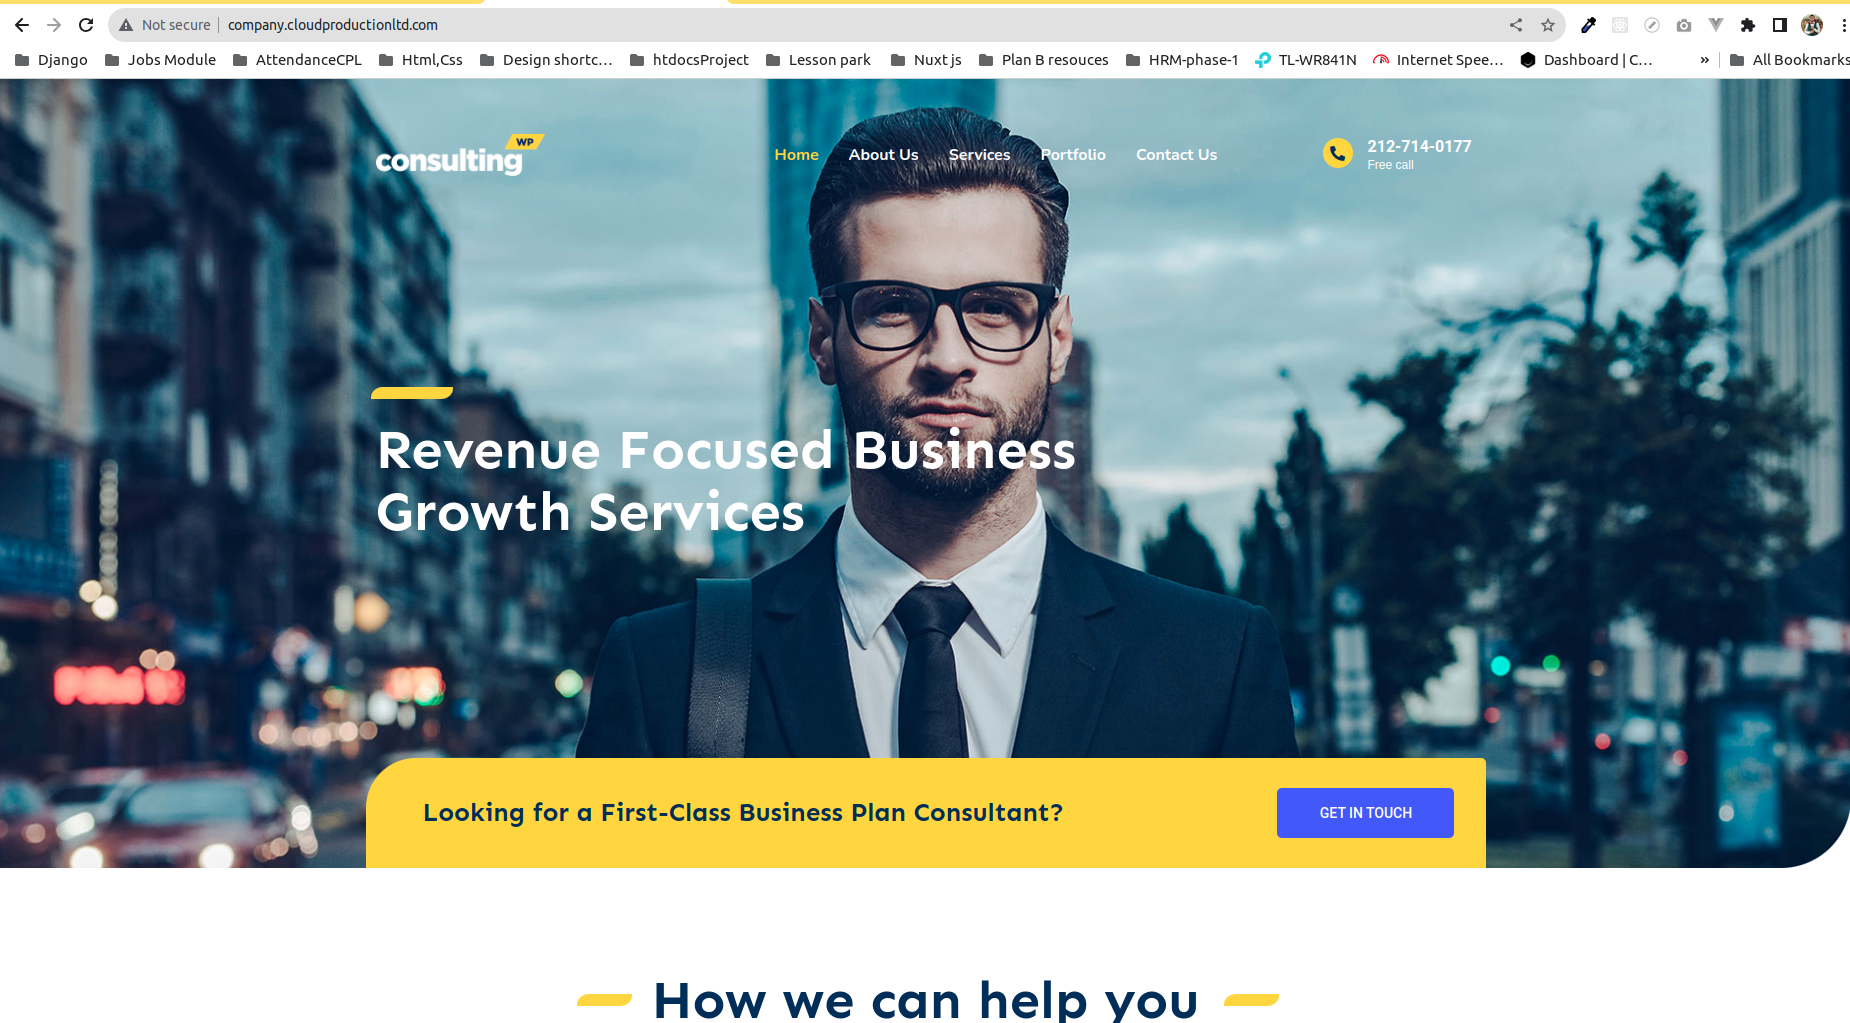 Not secure company.cloudproductionltd.com
Django Jobs Module AttendanceCPL Html,Css Design shortc... htdocsProject Lesson park Nuxt js Plan B resouces HRM-phase-1 TL-WR841N Internet Spee... Dashboard | C... » All Bookmarks
consulting WP
Home About Us Services Portfolio Contact Us
212-714-0177
Free call
Revenue Focused Business
Growth Services
Looking for a First-Class Business Plan Consultant?
GET IN TOUCH
How we can help you